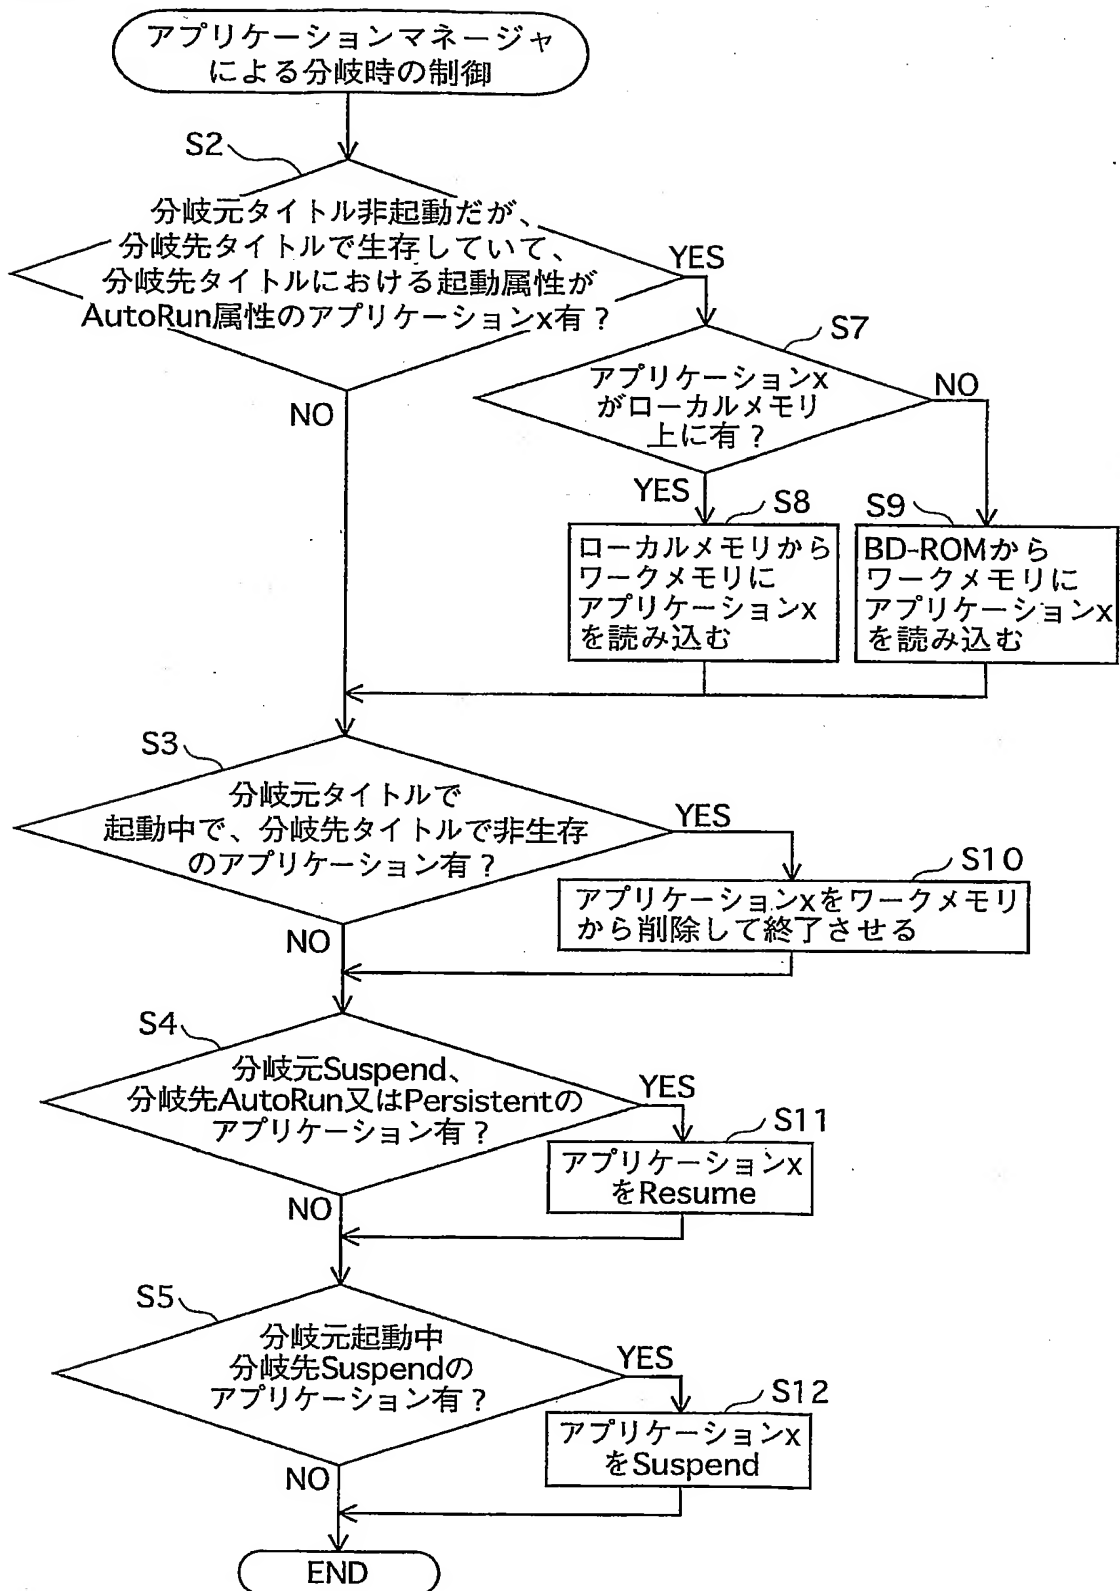 アプリケーションマネージャ
による分岐時の制御
S2
分岐元タイトル非起動だが、
分岐先タイトルで生存していて、
分岐先タイトルにおける起動属性が
AutoRun属性のアプリケーションx有？
YES
NO
S7
アプリケーションx
がローカルメモリ
上に有？
NO
YES
S8
ローカルメモリから
ワークメモリに
アプリケーションx
を読み込む
S9
BD-ROMから
ワークメモリに
アプリケーションx
を読み込む
S3
分岐元タイトルで
起動中で、分岐先タイトルで非生存
のアプリケーション有？
YES
NO
S10
アプリケーションxをワークメモリ
から削除して終了させる
S4
分岐元Suspend、
分岐先AutoRun又はPersistentの
アプリケーション有？
YES
NO
S11
アプリケーションx
をResume
S5
分岐元起動中
分岐先Suspendの
アプリケーション有？
YES
NO
S12
アプリケーションx
をSuspend
END